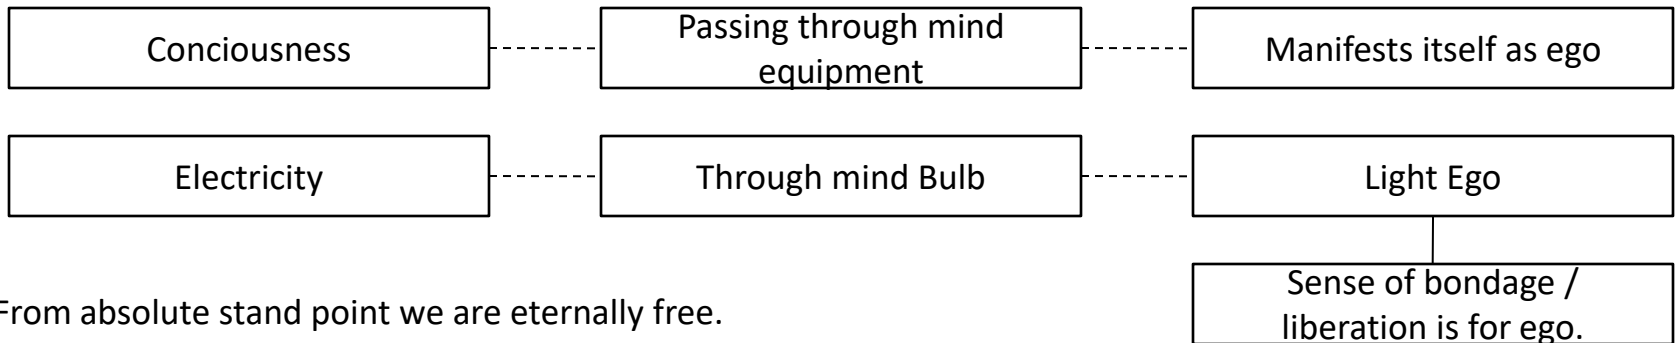 Conciousness
Passing through mind
equipment
Manifests itself as ego
Electricity
Through mind Bulb
Light Ego
Sense of bondage /
liberation is for ego.
From absolute stand point we are eternally free.